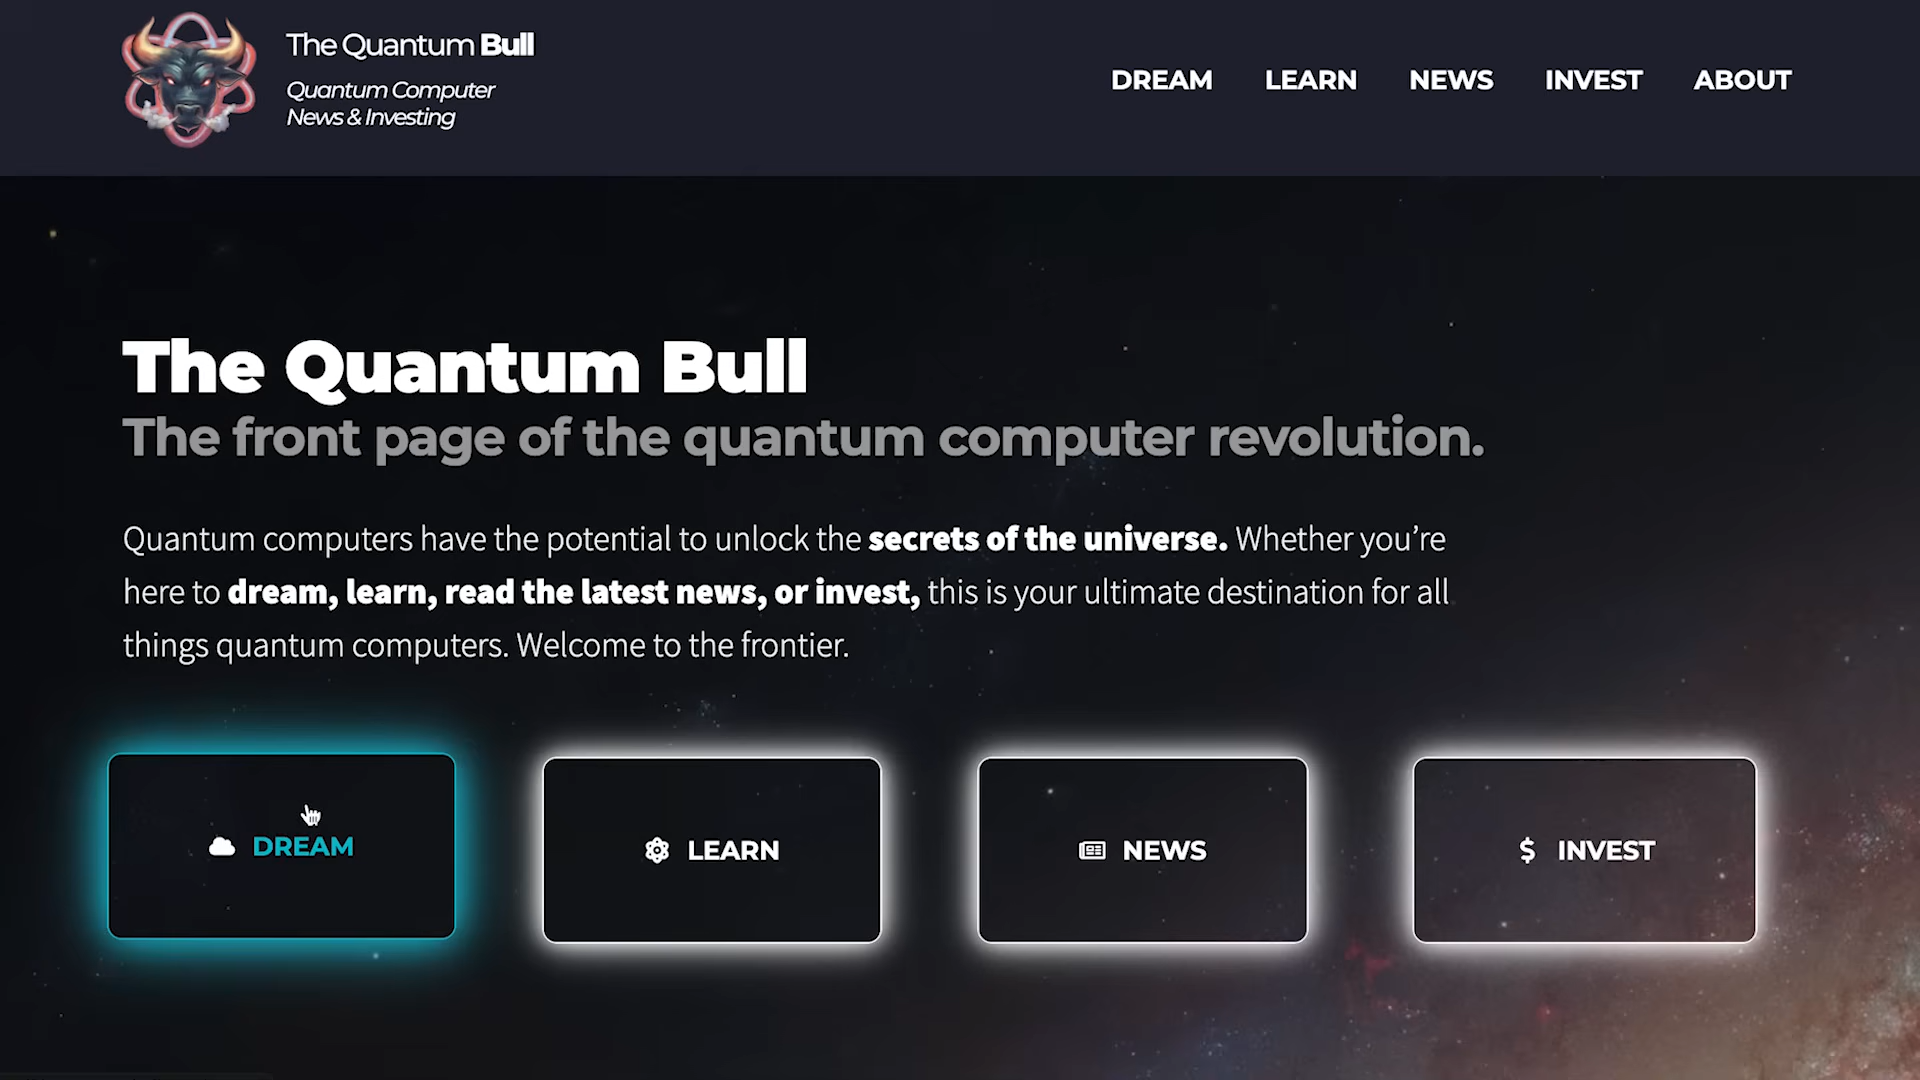 The Quantum Bull
Quantum Computer
News & Investing
DREAM LEARN NEWS INVEST ABOUT
The Quantum Bull
The front page of the quantum computer revolution.
Quantum computers have the potential to unlock the secrets of the universe. Whether you’re
here to dream, learn, read the latest news, or invest, this is your ultimate destination for all
things quantum computers. Welcome to the frontier.
DREAM
LEARN
NEWS
$ INVEST